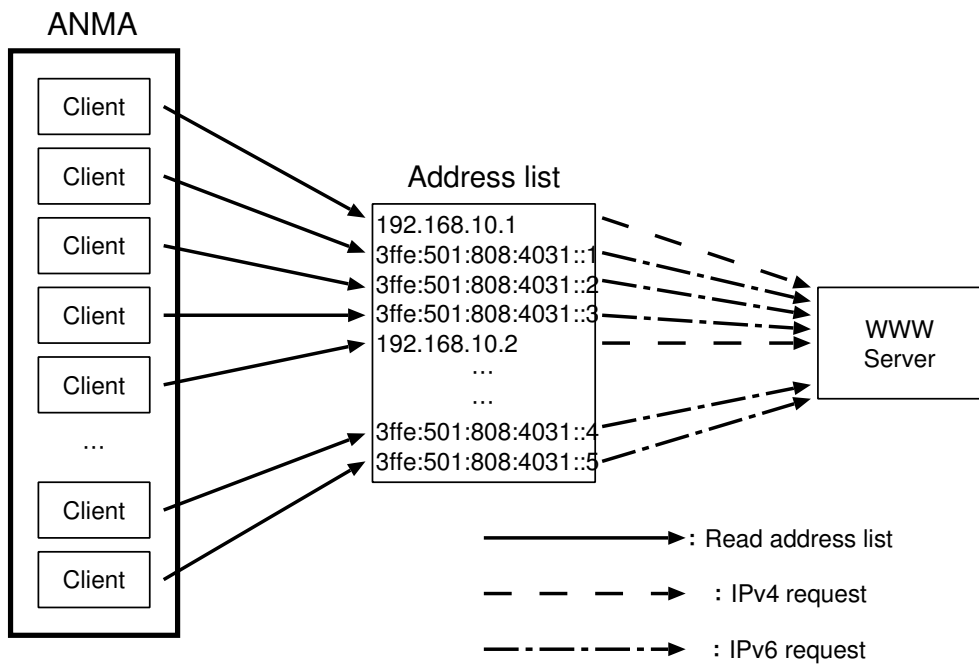 ANMA
Client
Client
Client
Client
Client
...
Client
Client
Address list
192.168.10.1
3ffe:501:808:4031::1
3ffe:501:808:4031::2
3ffe:501:808:4031::3
192.168.10.2
...
...
3ffe:501:808:4031::4
3ffe:501:808:4031::5
WWW
Server
: Read address list
: IPv4 request
: IPv6 request